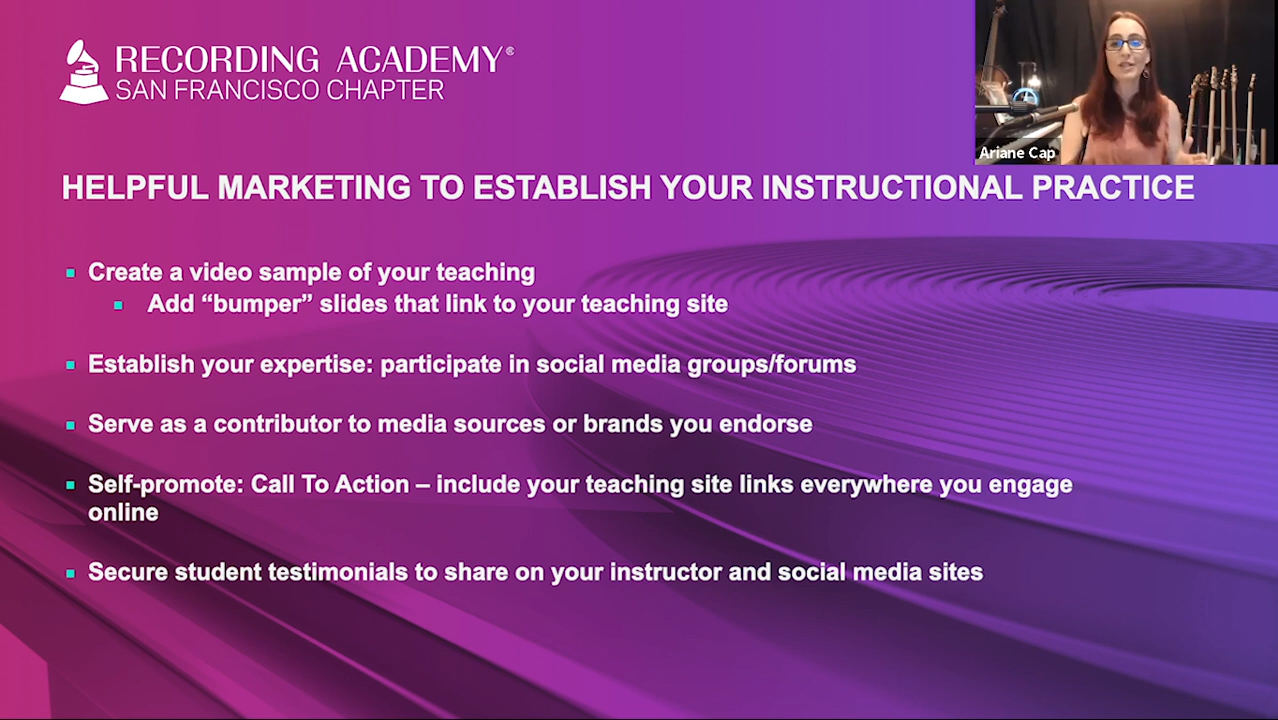 RECORDING ACADEMY®
SAN FRANCISCO CHAPTER
Ariane Cap
HELPFUL MARKETING TO ESTABLISH YOUR INSTRUCTIONAL PRACTICE
▪ Create a video sample of your teaching
▪ Add “bumper” slides that link to your teaching site
▪ Establish your expertise: participate in social media groups/forums
▪ Serve as a contributor to media sources or brands you endorse
▪ Self-promote: Call To Action – include your teaching site links everywhere you engage
online
▪ Secure student testimonials to share on your instructor and social media sites